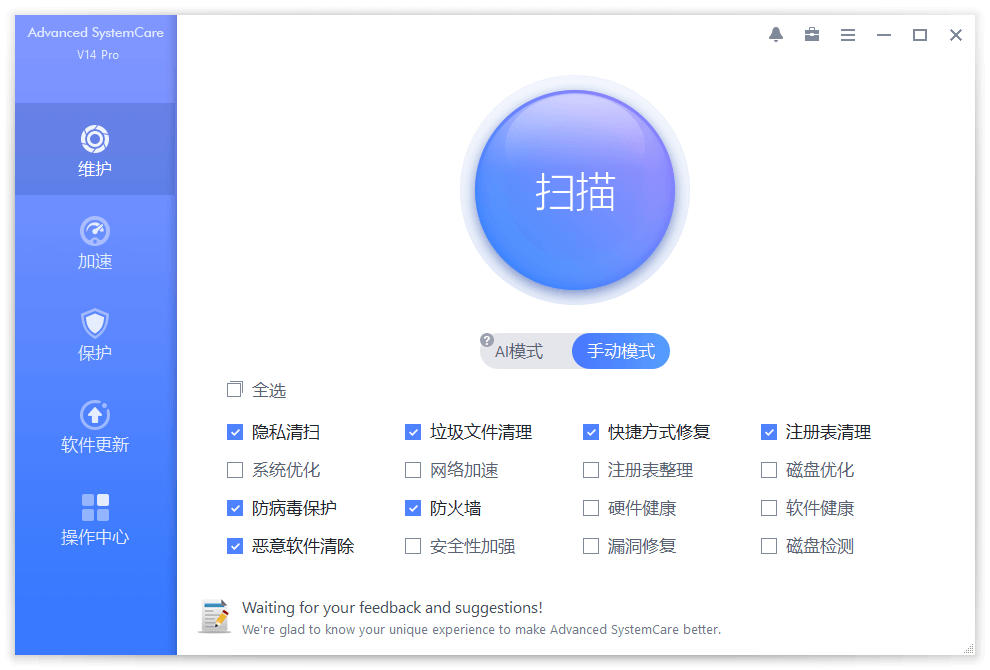 Advanced SystemCare
V14 Pro
维护
加速
保护
软件更新
操作中心
扫描
?
AI模式 手动模式
全选
隐私清扫 垃圾文件清理 快捷方式修复 注册表清理
系统优化 网络加速 注册表整理 磁盘优化
防病毒保护 防火墙 硬件健康 软件健康
恶意软件清除 安全性加强 漏洞修复 磁盘检测
Waiting for your feedback and suggestions!
We're glad to know your unique experience to make Advanced SystemCare better.